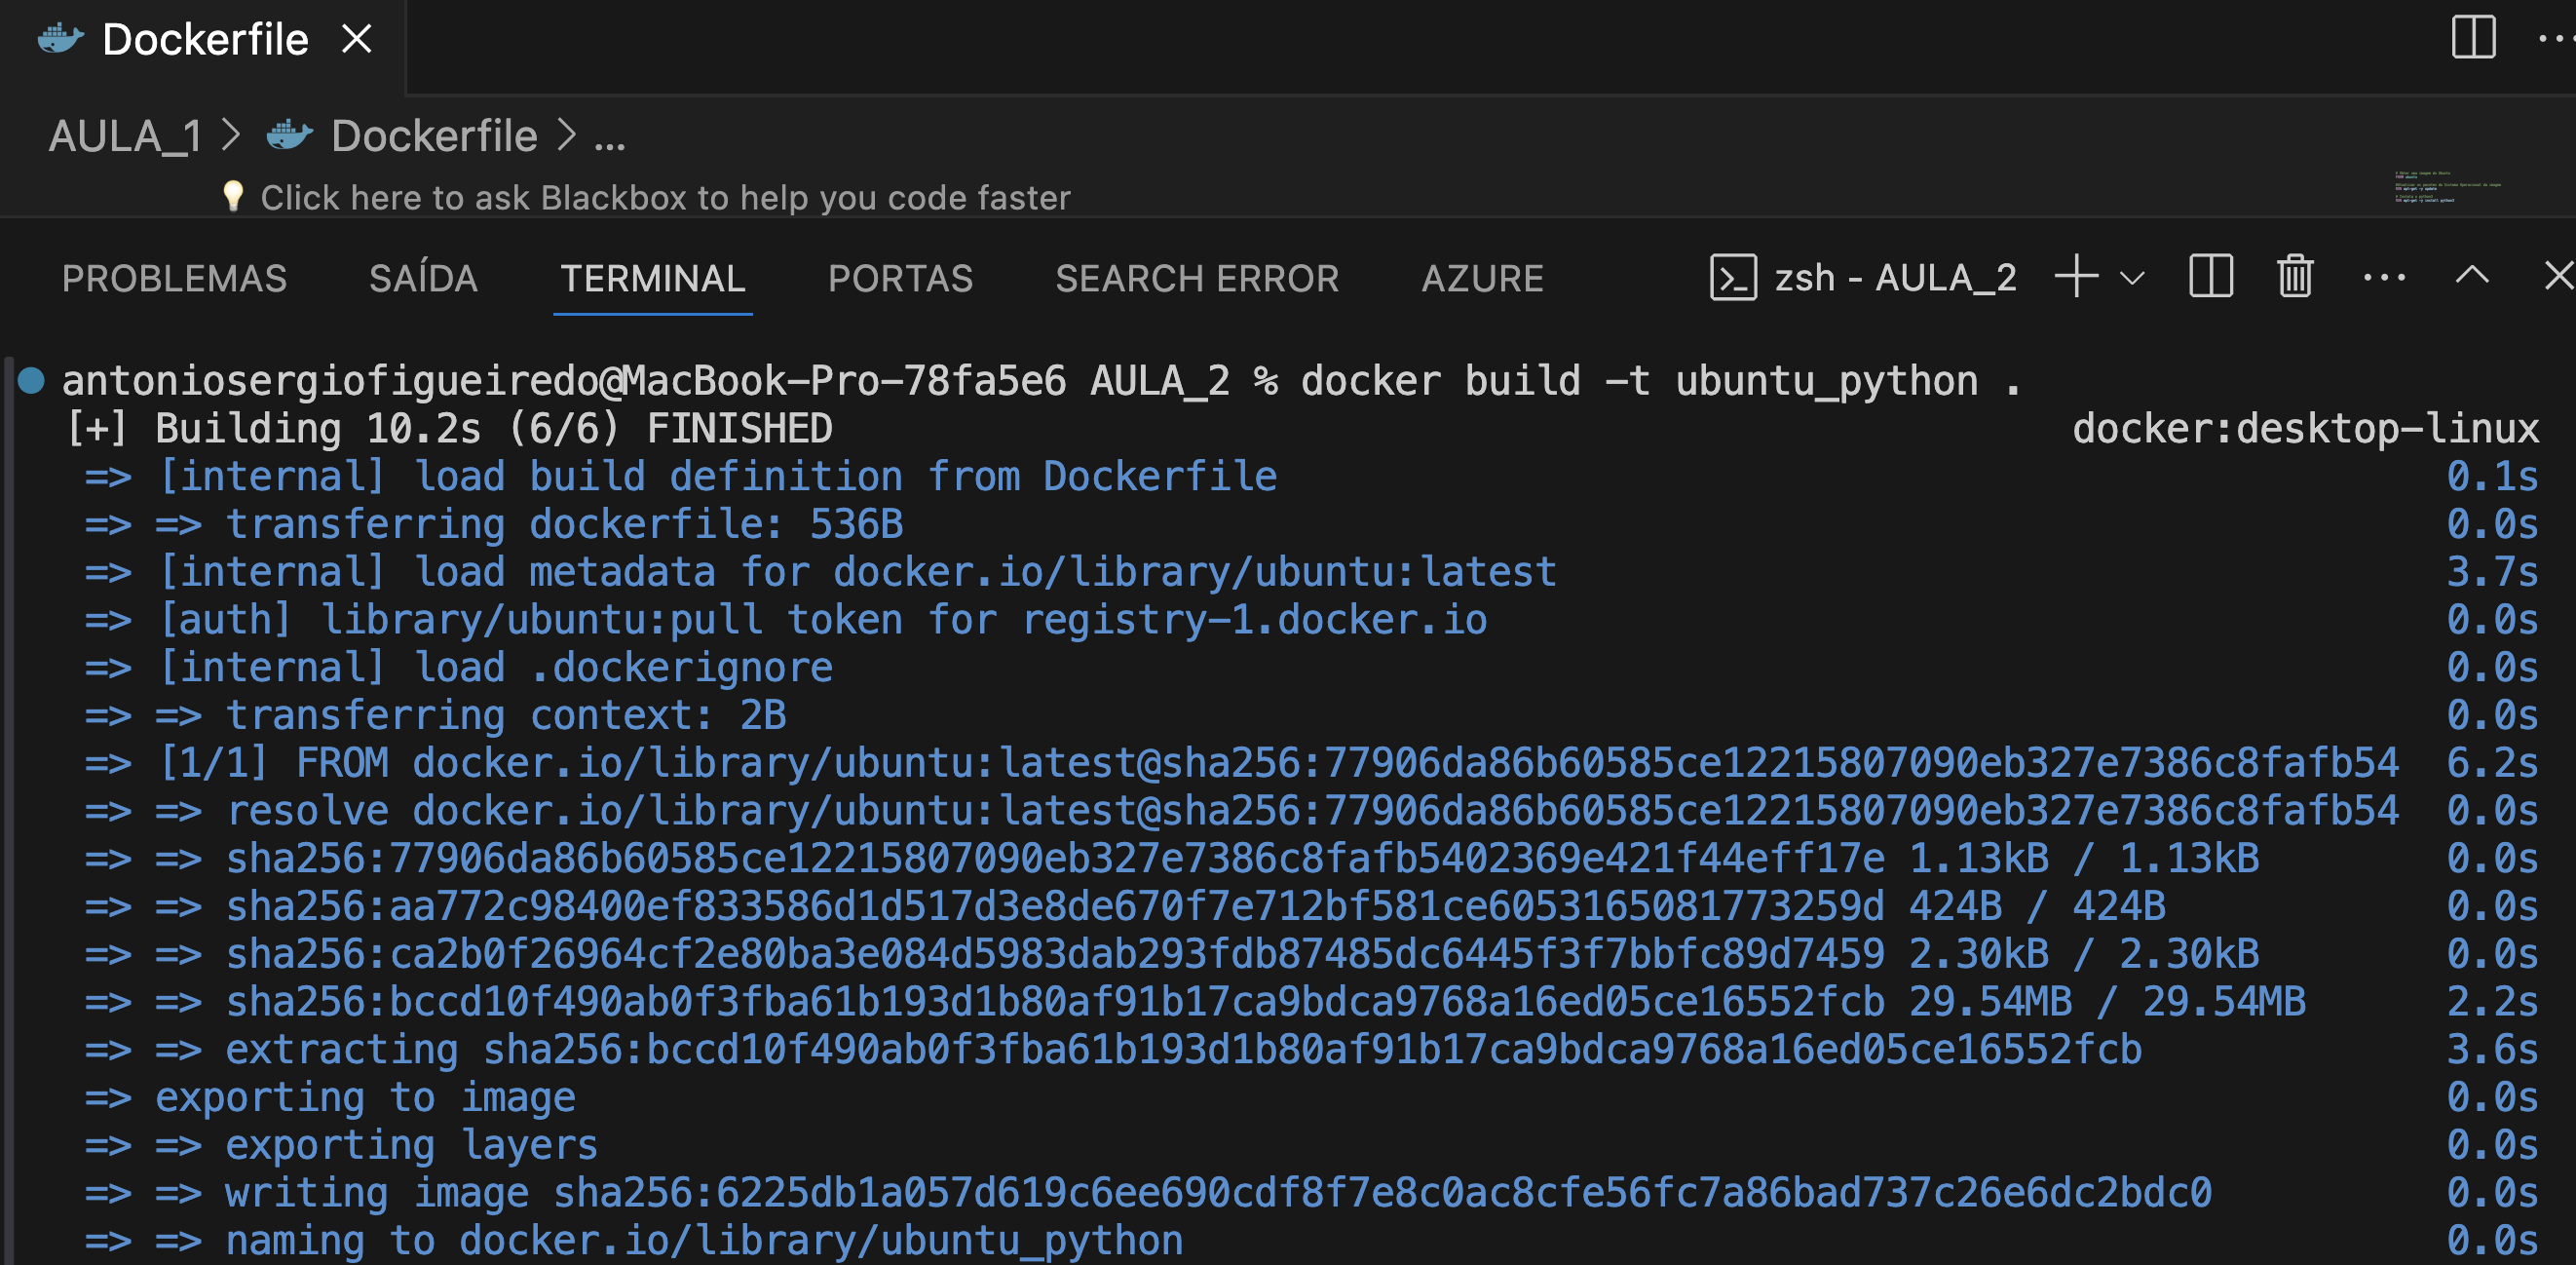 Dockerfile
AULA_1 > Dockerfile > ...
Click here to ask Blackbox to help you code faster
PROBLEMAS SAÍDA TERMINAL PORTAS SEARCH ERROR AZURE zsh - AULA_2
antoniosergiofigueiredo@MacBook-Pro-78fa5e6 AULA_2 % docker build -t ubuntu_python .
[+] Building 10.2s (6/6) FINISHED docker:desktop-linux
=> [internal] load build definition from Dockerfile 0.1s
=> => transferring dockerfile: 536B 0.0s
=> [internal] load metadata for docker.io/library/ubuntu:latest 3.7s
=> [auth] library/ubuntu:pull token for registry-1.docker.io 0.0s
=> [internal] load .dockerignore 0.0s
=> => transferring context: 2B 0.0s
=> [1/1] FROM docker.io/library/ubuntu:latest@sha256:77906da86b60585ce12215807090eb327e7386c8fafb54 6.2s
=> => resolve docker.io/library/ubuntu:latest@sha256:77906da86b60585ce12215807090eb327e7386c8fafb54 0.0s
=> => sha256:77906da86b60585ce12215807090eb327e7386c8fafb5402369e421f44eff17e 1.13kB / 1.13kB 0.0s
=> => sha256:aa772c98400ef833586d1d517d3e8de670f7e712bf581ce6053165081773259d 424B / 424B 0.0s
=> => sha256:ca2b0f26964cf2e80ba3e084d5983dab293fdb87485dc6445f3f7bbfc89d7459 2.30kB / 2.30kB 0.0s
=> => sha256:bccd10f490ab0f3fba61b193d1b80af91b17ca9bdca9768a16ed05ce16552fcb 29.54MB / 29.54MB 2.2s
=> => extracting sha256:bccd10f490ab0f3fba61b193d1b80af91b17ca9bdca9768a16ed05ce16552fcb 3.6s
=> exporting to image 0.0s
=> => exporting layers 0.0s
=> => writing image sha256:6225db1a057d619c6ee690cdf8f7e8c0ac8cfe56fc7a86bad737c26e6dc2bdc0 0.0s
=> => naming to docker.io/library/ubuntu_python 0.0s